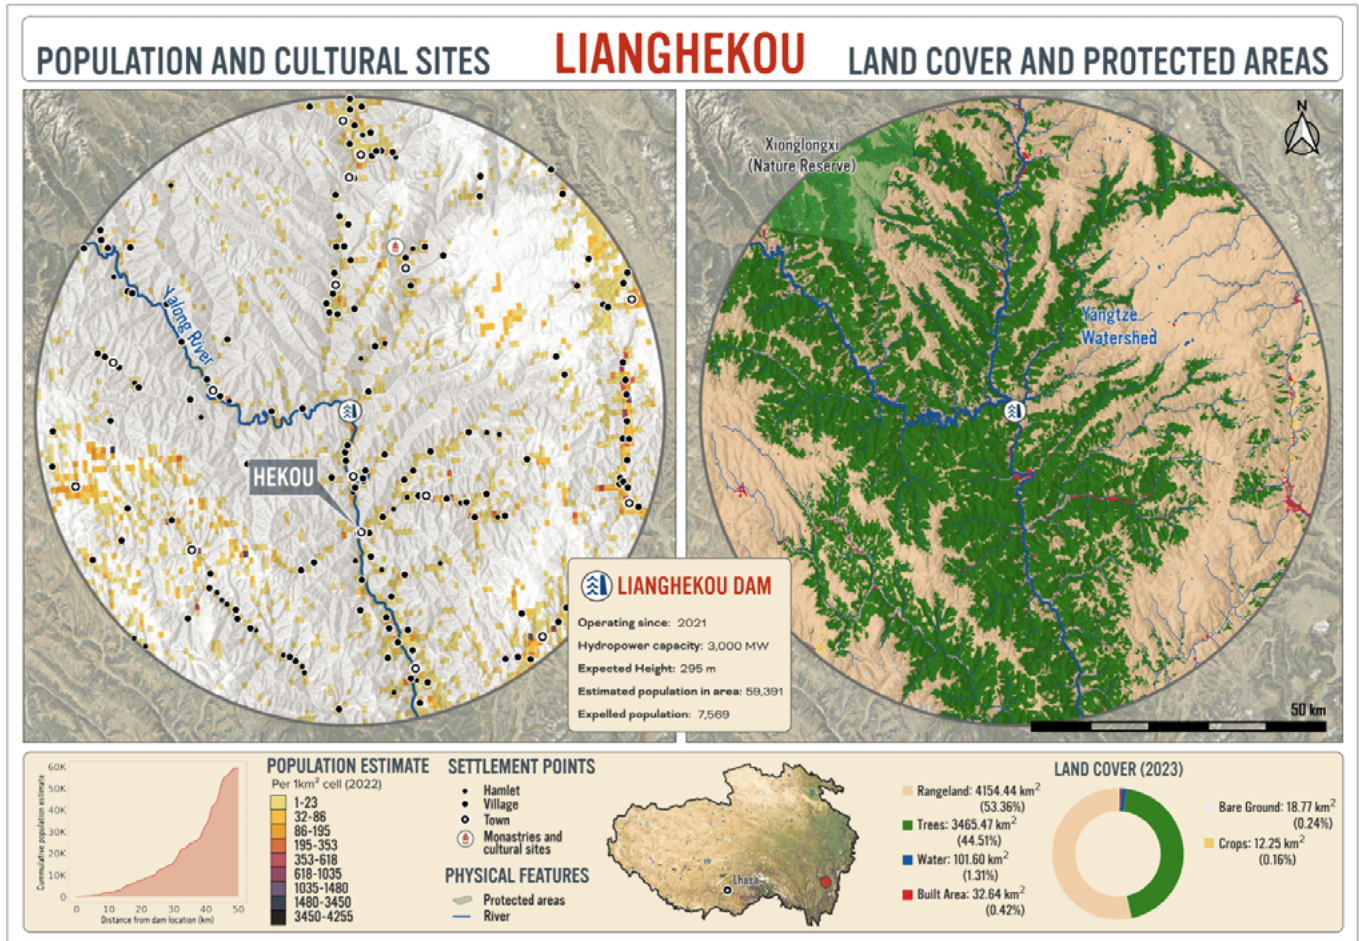 POPULATION AND CULTURAL SITES
LIANGHEKOU
LAND COVER AND PROTECTED AREAS
Yalong River
HEKOU
Xionglongxi
(Nature Reserve)
N
Yangtze
Watershed
50 km
LIANGHEKOU DAM
Operating since: 2021
Hydropower capacity: 3,000 MW
Expected Height: 295 m
Estimated population in area: 59,391
Expelled population: 7,569
Cummulative population estimate
60K
50K
40K
30K
20K
10K
0
0 10 20 30 40 50
Distance from dam location (km)
POPULATION ESTIMATE
Per 1km² cell (2022)
1-23
32-86
86-195
195-353
353-618
618-1035
1035-1480
1480-3450
3450-4255
SETTLEMENT POINTS
Hamlet
Village
Town
Monastries and
cultural sites
PHYSICAL FEATURES
Protected areas
River
Lhasa
LAND COVER (2023)
Rangeland: 4154.44 km²
(53.36%)
Trees: 3465.47 km²
(44.51%)
Water: 101.60 km²
(1.31%)
Built Area: 32.64 km²
(0.42%)
Bare Ground: 18.77 km²
(0.24%)
Crops: 12.25 km²
(0.16%)